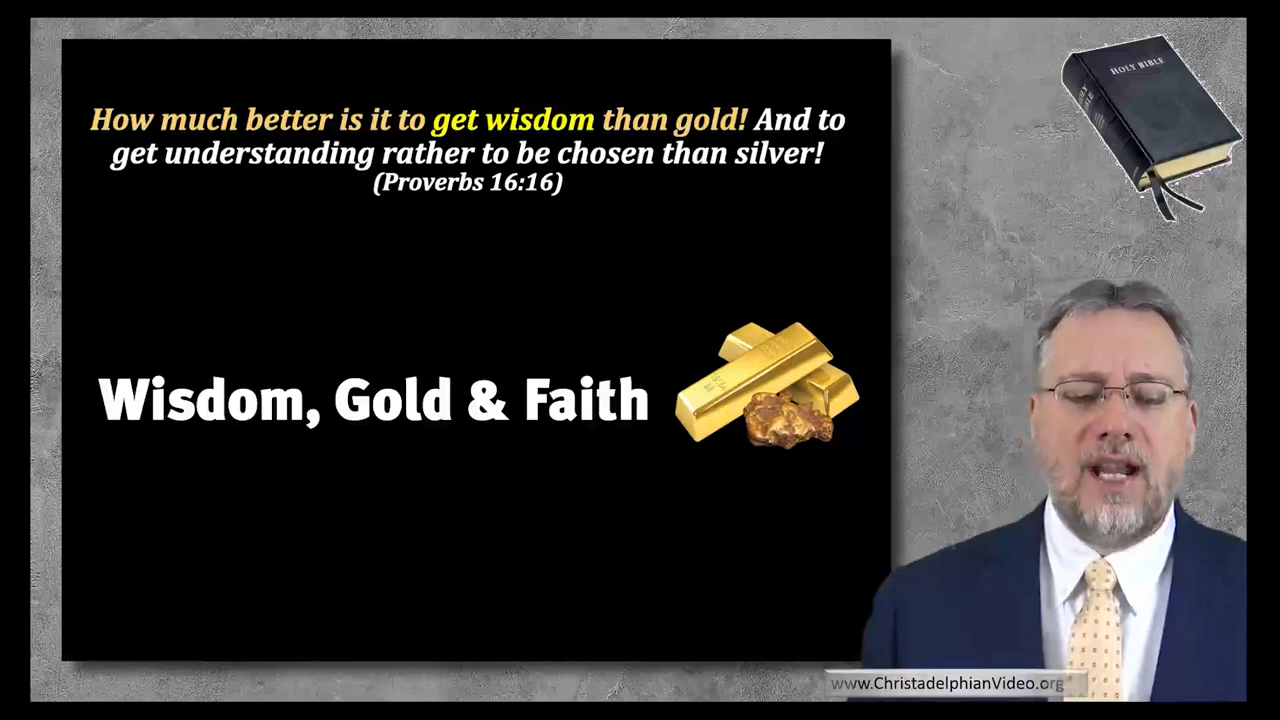 How much better is it to get wisdom than gold! And to
get understanding rather to be chosen than silver!
(Proverbs 16:16)
HOLY BIBLE
Wisdom, Gold & Faith
www.ChristadelphianVideo.org